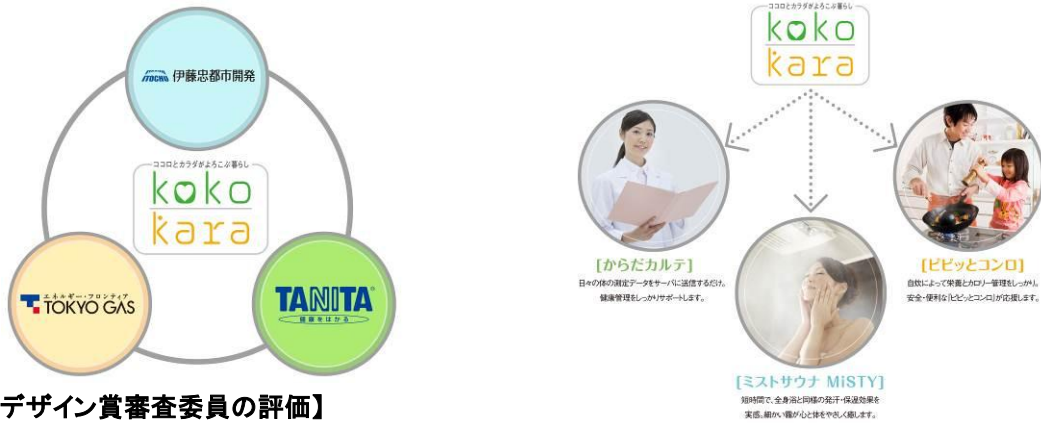 ITOCHU 伊藤忠都市開発
ココロとカラダがよろこぶ暮らし
koko
kara
エネルギー・フロンティア
TOKYO GAS
TANITA
健康をはかる
デザイン賞審査委員の評価】
ココロとカラダがよろこぶ暮らし
koko
kara
[からだカルテ]
日々の体の測定データをサーバに送信するだけ。
健康管理をしっかりサポートします。
[ミストサウナ MiSTY]
短時間で、全身浴と同様の発汗・保温効果を
実感。細かい霧が心と体をやさしく癒します。
[ピピッとコンロ]
自炊によって栄養とカロリー管理をしっかり。
安全・便利な「ピピッとコンロ」が応援します。